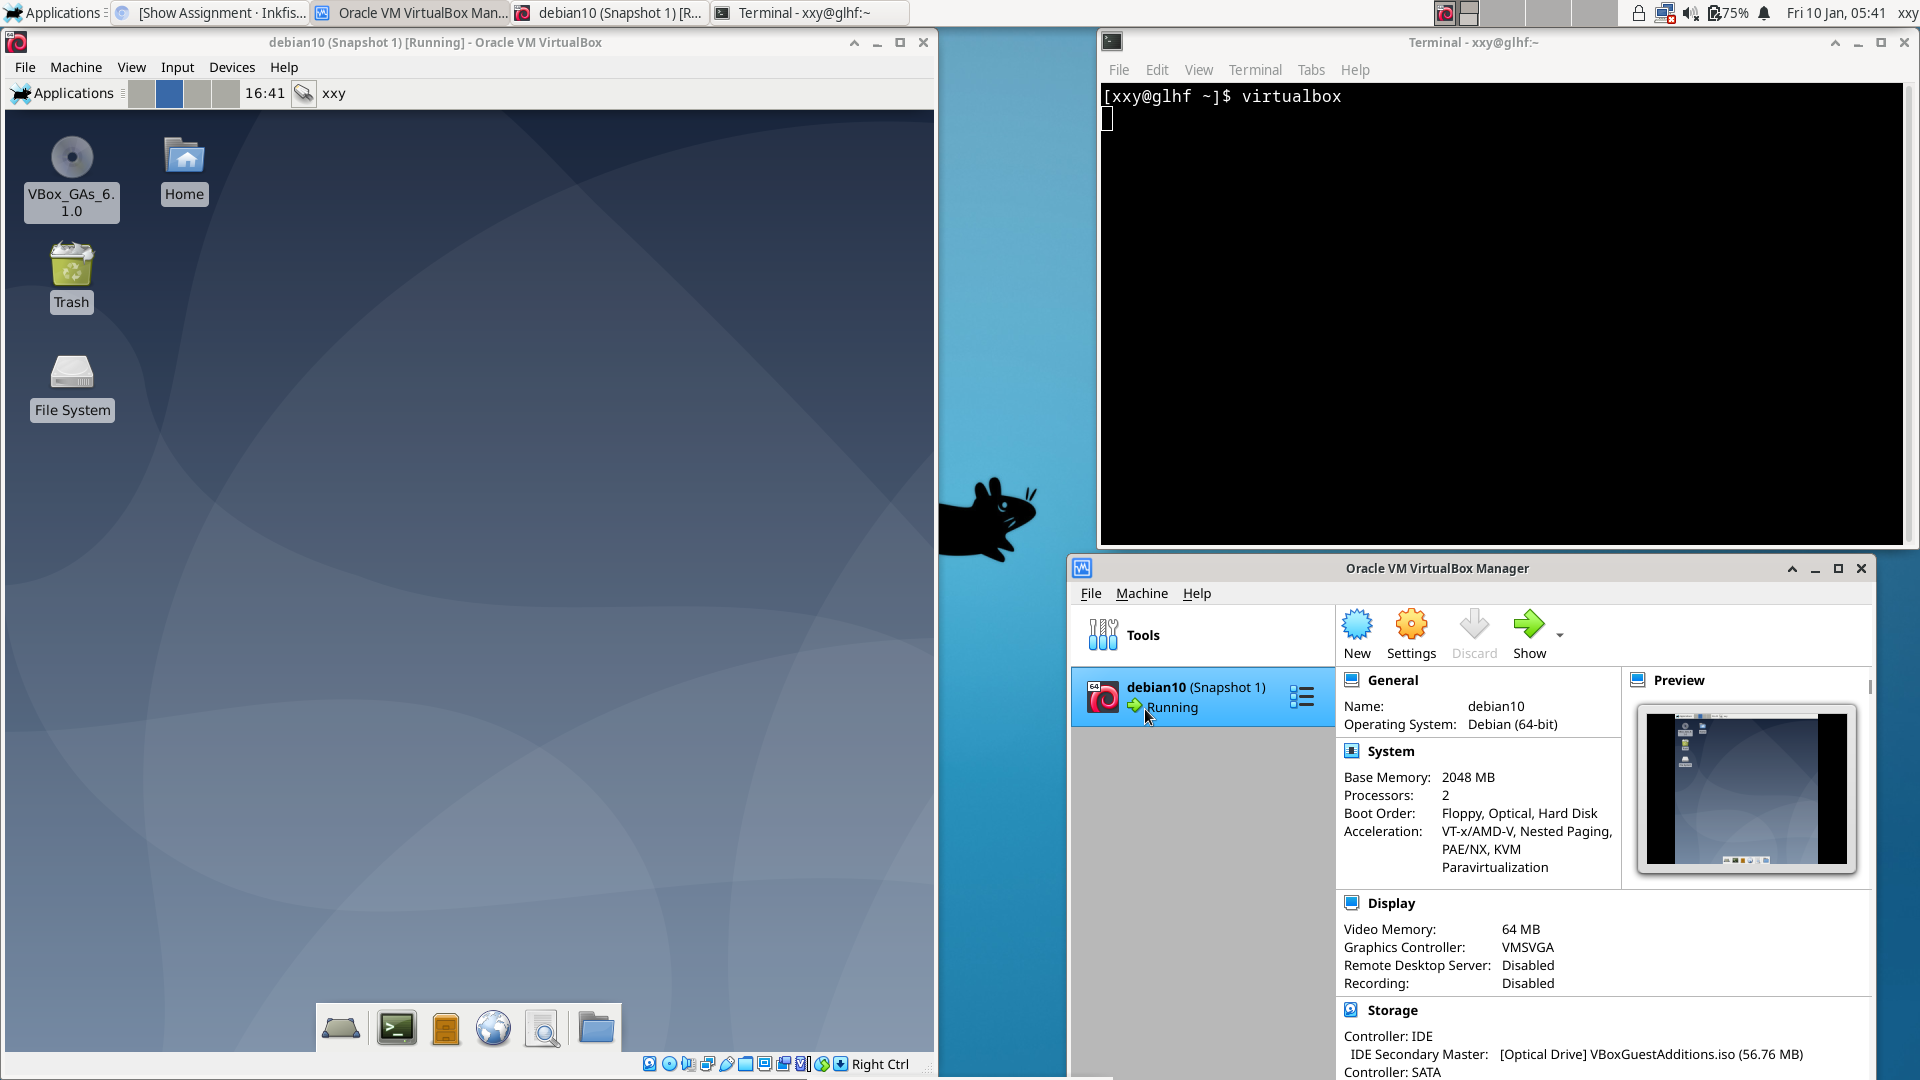 Applications
[Show Assignment · Inkfis...
Oracle VM VirtualBox Man...
debian10 (Snapshot 1) [R...
Terminal - xxy@glhf:~
75%
Fri 10 Jan, 05:41
xxy
debian10 (Snapshot 1) [Running] - Oracle VM VirtualBox
File Machine View Input Devices Help
Applications
16:41
xxy
VBox_GAs_6.
1.0
Home
Trash
File System
Right Ctrl
Terminal - xxy@glhf:~
File Edit View Terminal Tabs Help
[xxy@glhf ~]$ virtualbox
Oracle VM VirtualBox Manager
File Machine Help
Tools
New Settings Discard Show
64
debian10 (Snapshot 1)
Running
General
Name: debian10
Operating System: Debian (64-bit)
Preview
System
Base Memory: 2048 MB
Processors: 2
Boot Order: Floppy, Optical, Hard Disk
Acceleration: VT-x/AMD-V, Nested Paging,
PAE/NX, KVM
Paravirtualization
Display
Video Memory: 64 MB
Graphics Controller: VMSVGA
Remote Desktop Server: Disabled
Recording: Disabled
Storage
Controller: IDE
IDE Secondary Master: [Optical Drive] VBoxGuestAdditions.iso (56.76 MB)
Controller: SATA